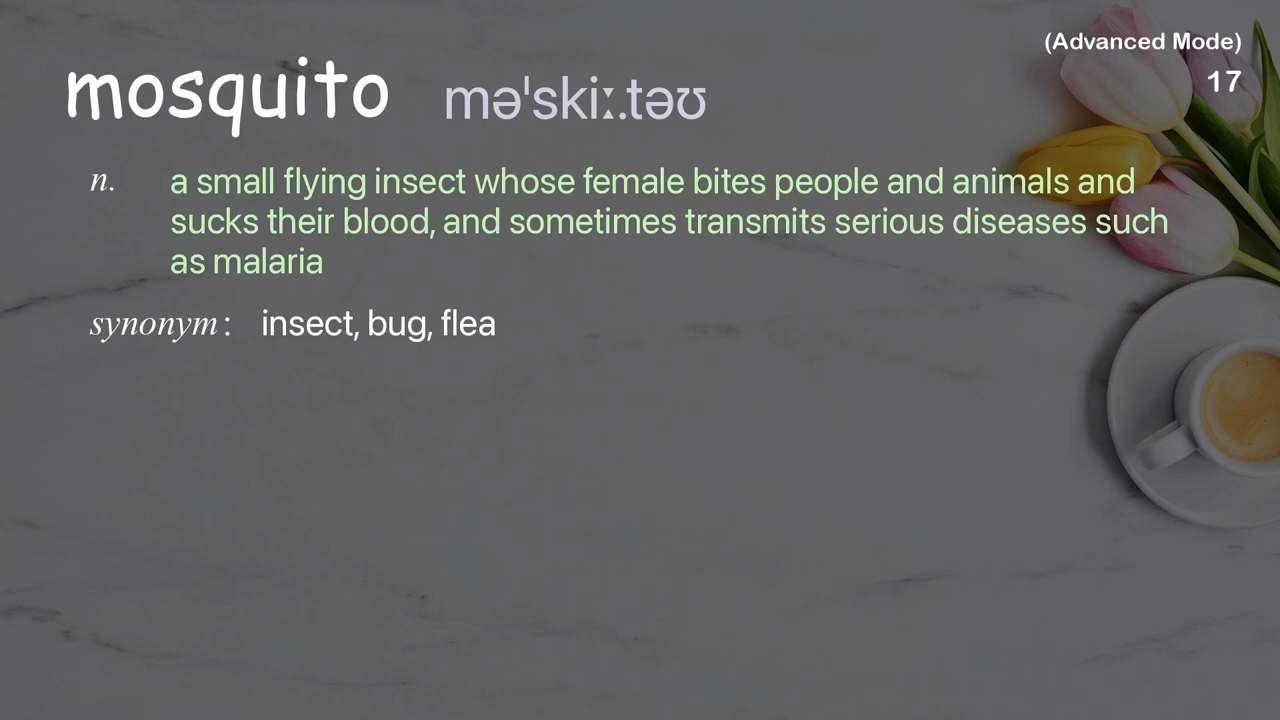 (Advanced Mode)
17
mosquito məˈskiː.təʊ
n. a small flying insect whose female bites people and animals and
sucks their blood, and sometimes transmits serious diseases such
as malaria
synonym: insect, bug, flea